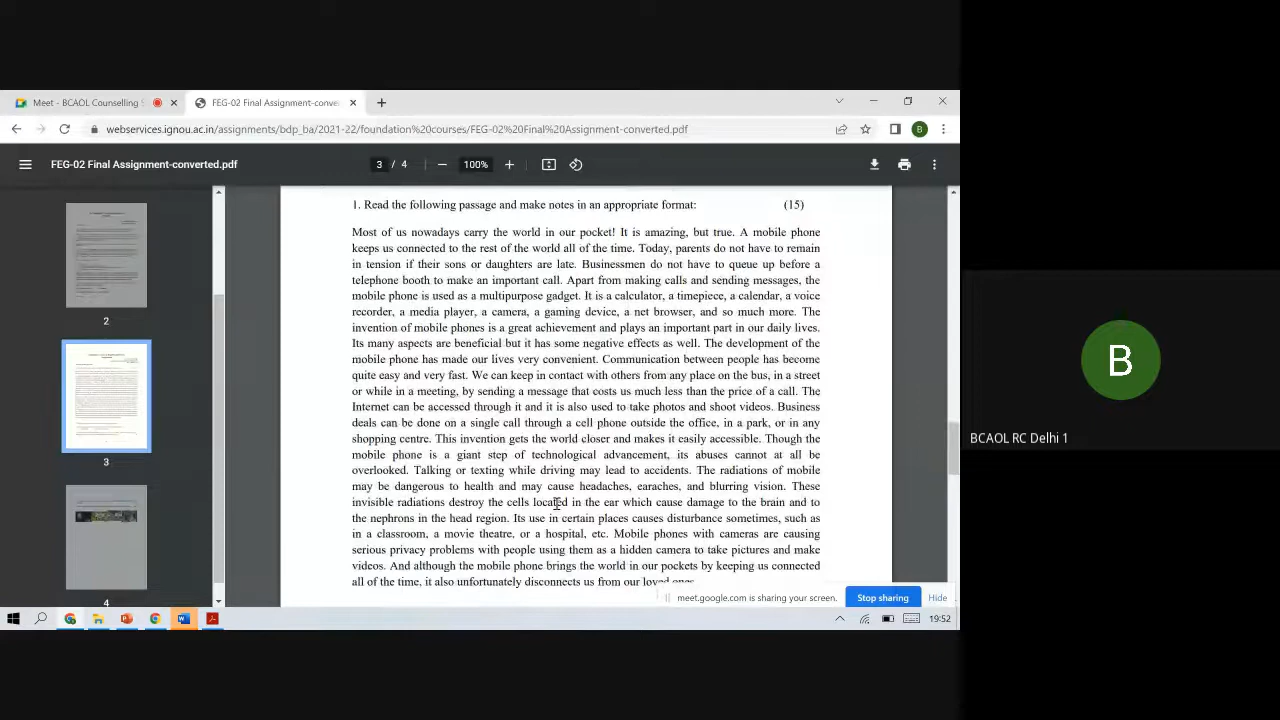 Meet - BCAOL Counselling S
FEG-02 Final Assignment-conve
webservices.ignou.ac.in/assignments/bdp_ba/2021-22/foundation%20courses/FEG-02%20Final%20Assignment-converted.pdf
B
FEG-02 Final Assignment-converted.pdf
3 / 4
100%
1. Read the following passage and make notes in an appropriate format: (15)
Most of us nowadays carry the world in our pocket! It is amazing, but true. A mobile phone
keeps us connected to the rest of the world all of the time. Today, parents do not have to remain
in tension if their sons or daughters are late. Businessmen do not have to queue up before a
telephone booth to make an important call. Apart from making calls and sending messages, the
mobile phone is used as a multipurpose gadget. It is a calculator, a timepiece, a calendar, a voice
recorder, a media player, a camera, a gaming device, a net browser, and so much more. The
invention of mobile phones is a great achievement and plays an important part in our daily lives.
Its many aspects are beneficial but it has some negative effects as well. The development of the
mobile phone has made our lives very convenient. Communication between people has become
quite easy and very fast. We can keep in contact with others from any place on the bus, in a street
or while in a meeting, by sending a message that costs us much less than the price of a call. The
Internet can be accessed through it and it is also used to take photos and shoot videos. Business
deals can be done on a single call through a cell phone outside the office, in a park, or in any
shopping centre. This invention gets the world closer and makes it easily accessible. Though the
mobile phone is a giant step of technological advancement, its abuses cannot at all be
overlooked. Talking or texting while driving may lead to accidents. The radiations of mobile
may be dangerous to health and may cause headaches, earaches, and blurring vision. These
invisible radiations destroy the cells located in the ear which cause damage to the brain and to
the nephrons in the head region. Its use in certain places causes disturbance sometimes, such as
in a classroom, a movie theatre, or a hospital, etc. Mobile phones with cameras are causing
serious privacy problems with people using them as a hidden camera to take pictures and make
videos. And although the mobile phone brings the world in our pockets by keeping us connected
all of the time, it also unfortunately disconnects us from our loved ones.
2
3
4
meet.google.com is sharing your screen.
Stop sharing
Hide
19:52
B
BCAOL RC Delhi 1